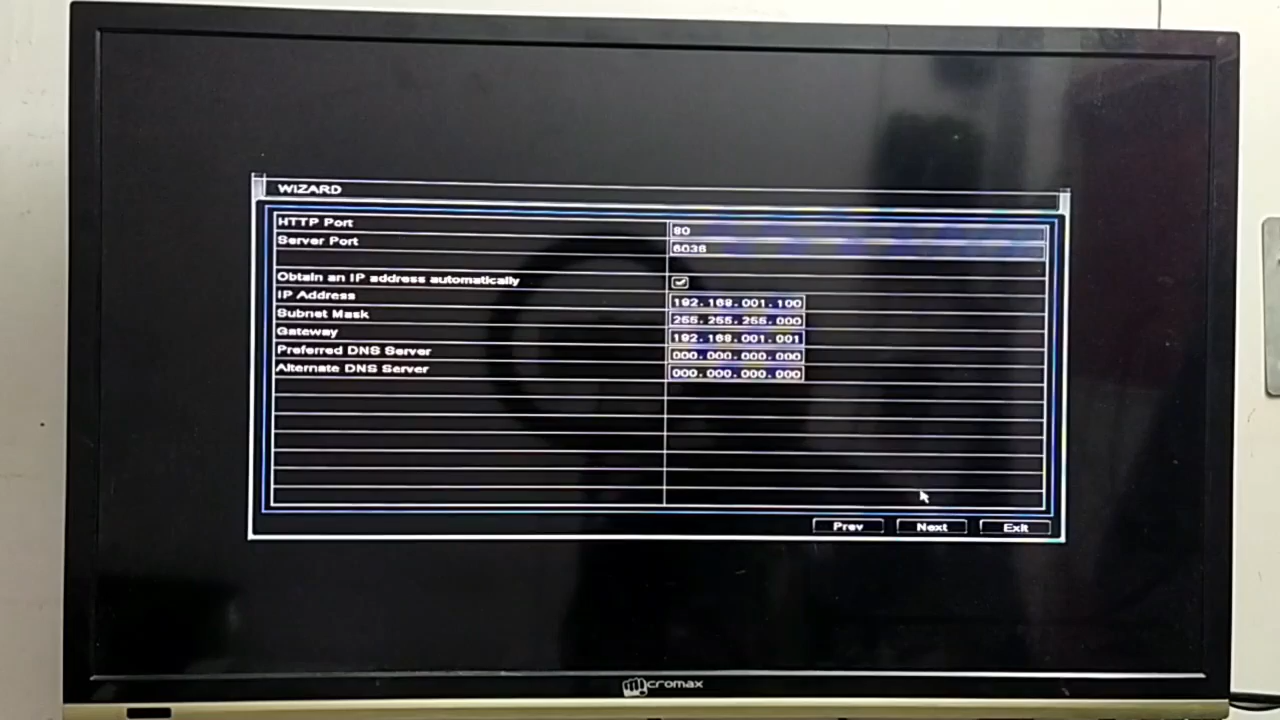 WIZARD
HTTP Port 80
Server Port 6036
Obtain an IP address automatically
IP Address 192.168.001.100
Subnet Mask 255.255.255.000
Gateway 192.168.001.001
Preferred DNS Server 000.000.000.000
Alternate DNS Server 000.000.000.000
Prev Next Exit
micromax